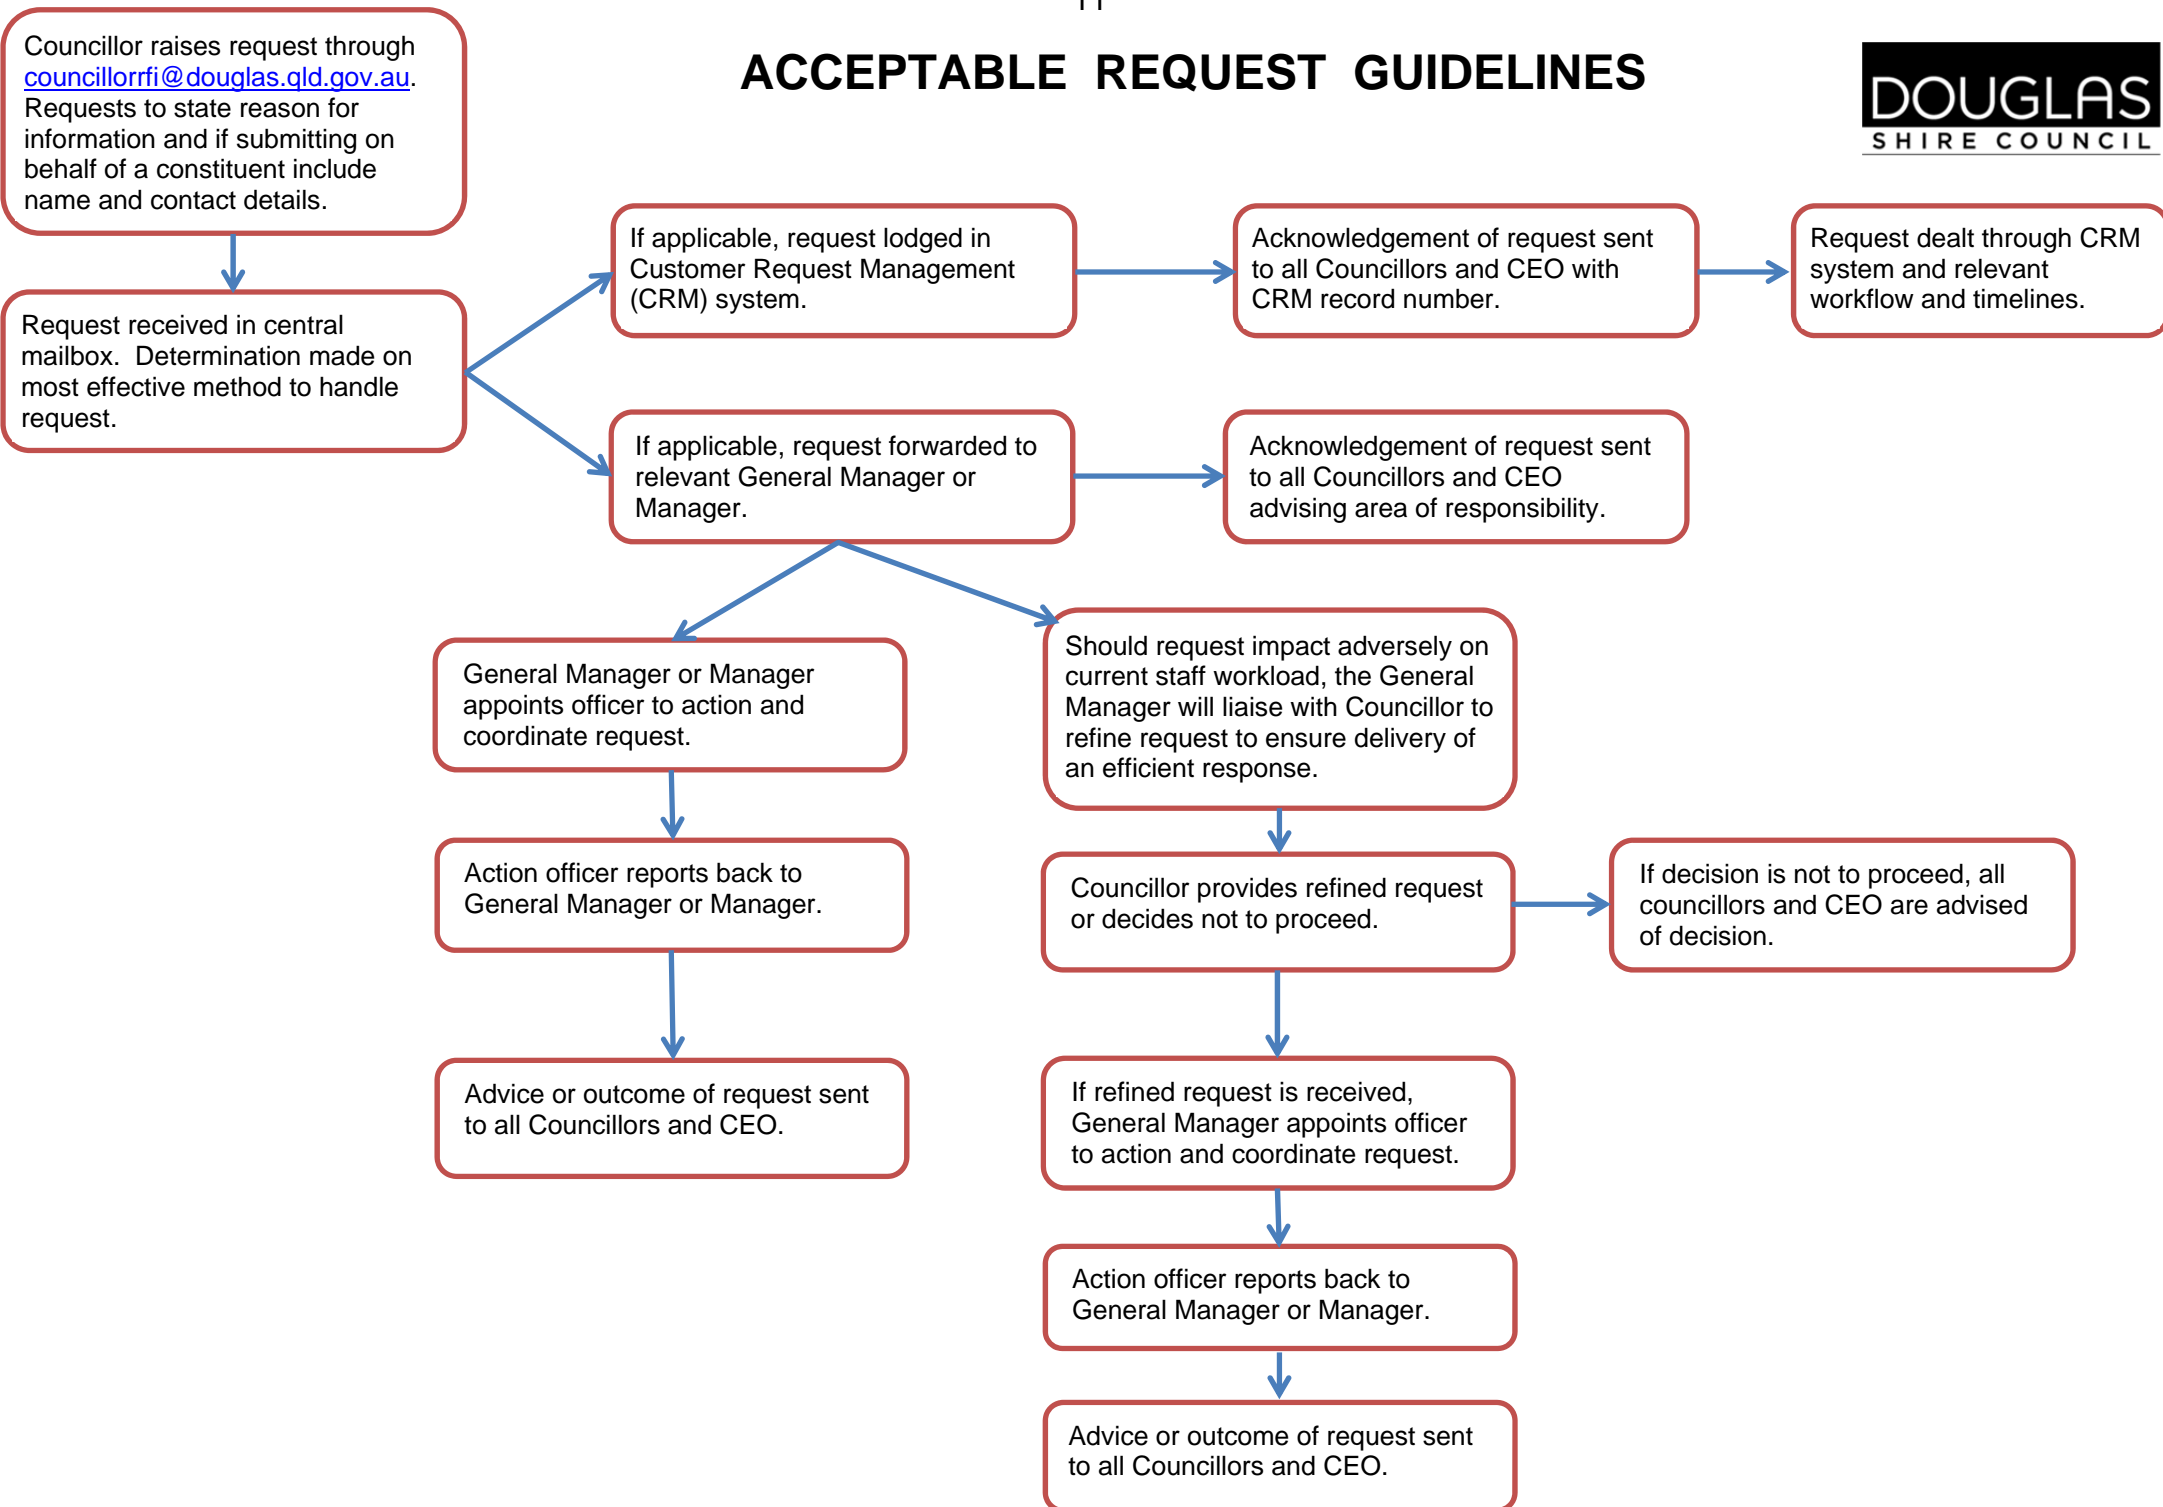 ACCEPTABLE REQUEST GUIDELINES
DOUGLAS
SHIRE COUNCIL
Councillor raises request through
councillorrfi@douglas.qld.gov.au.
Requests to state reason for
information and if submitting on
behalf of a constituent include
name and contact details.
Request received in central
mailbox.  Determination made on
most effective method to handle
request.
If applicable, request lodged in
Customer Request Management
(CRM) system.
Acknowledgement of request sent
to all Councillors and CEO with
CRM record number.
Request dealt through CRM
system and relevant
workflow and timelines.
If applicable, request forwarded to
relevant General Manager or
Manager.
Acknowledgement of request sent
to all Councillors and CEO
advising area of responsibility.
General Manager or Manager
appoints officer to action and
coordinate request.
Action officer reports back to
General Manager or Manager.
Advice or outcome of request sent
to all Councillors and CEO.
Should request impact adversely on
current staff workload, the General
Manager will liaise with Councillor to
refine request to ensure delivery of
an efficient response.
Councillor provides refined request
or decides not to proceed.
If decision is not to proceed, all
councillors and CEO are advised
of decision.
If refined request is received,
General Manager appoints officer
to action and coordinate request.
Action officer reports back to
General Manager or Manager.
Advice or outcome of request sent
to all Councillors and CEO.